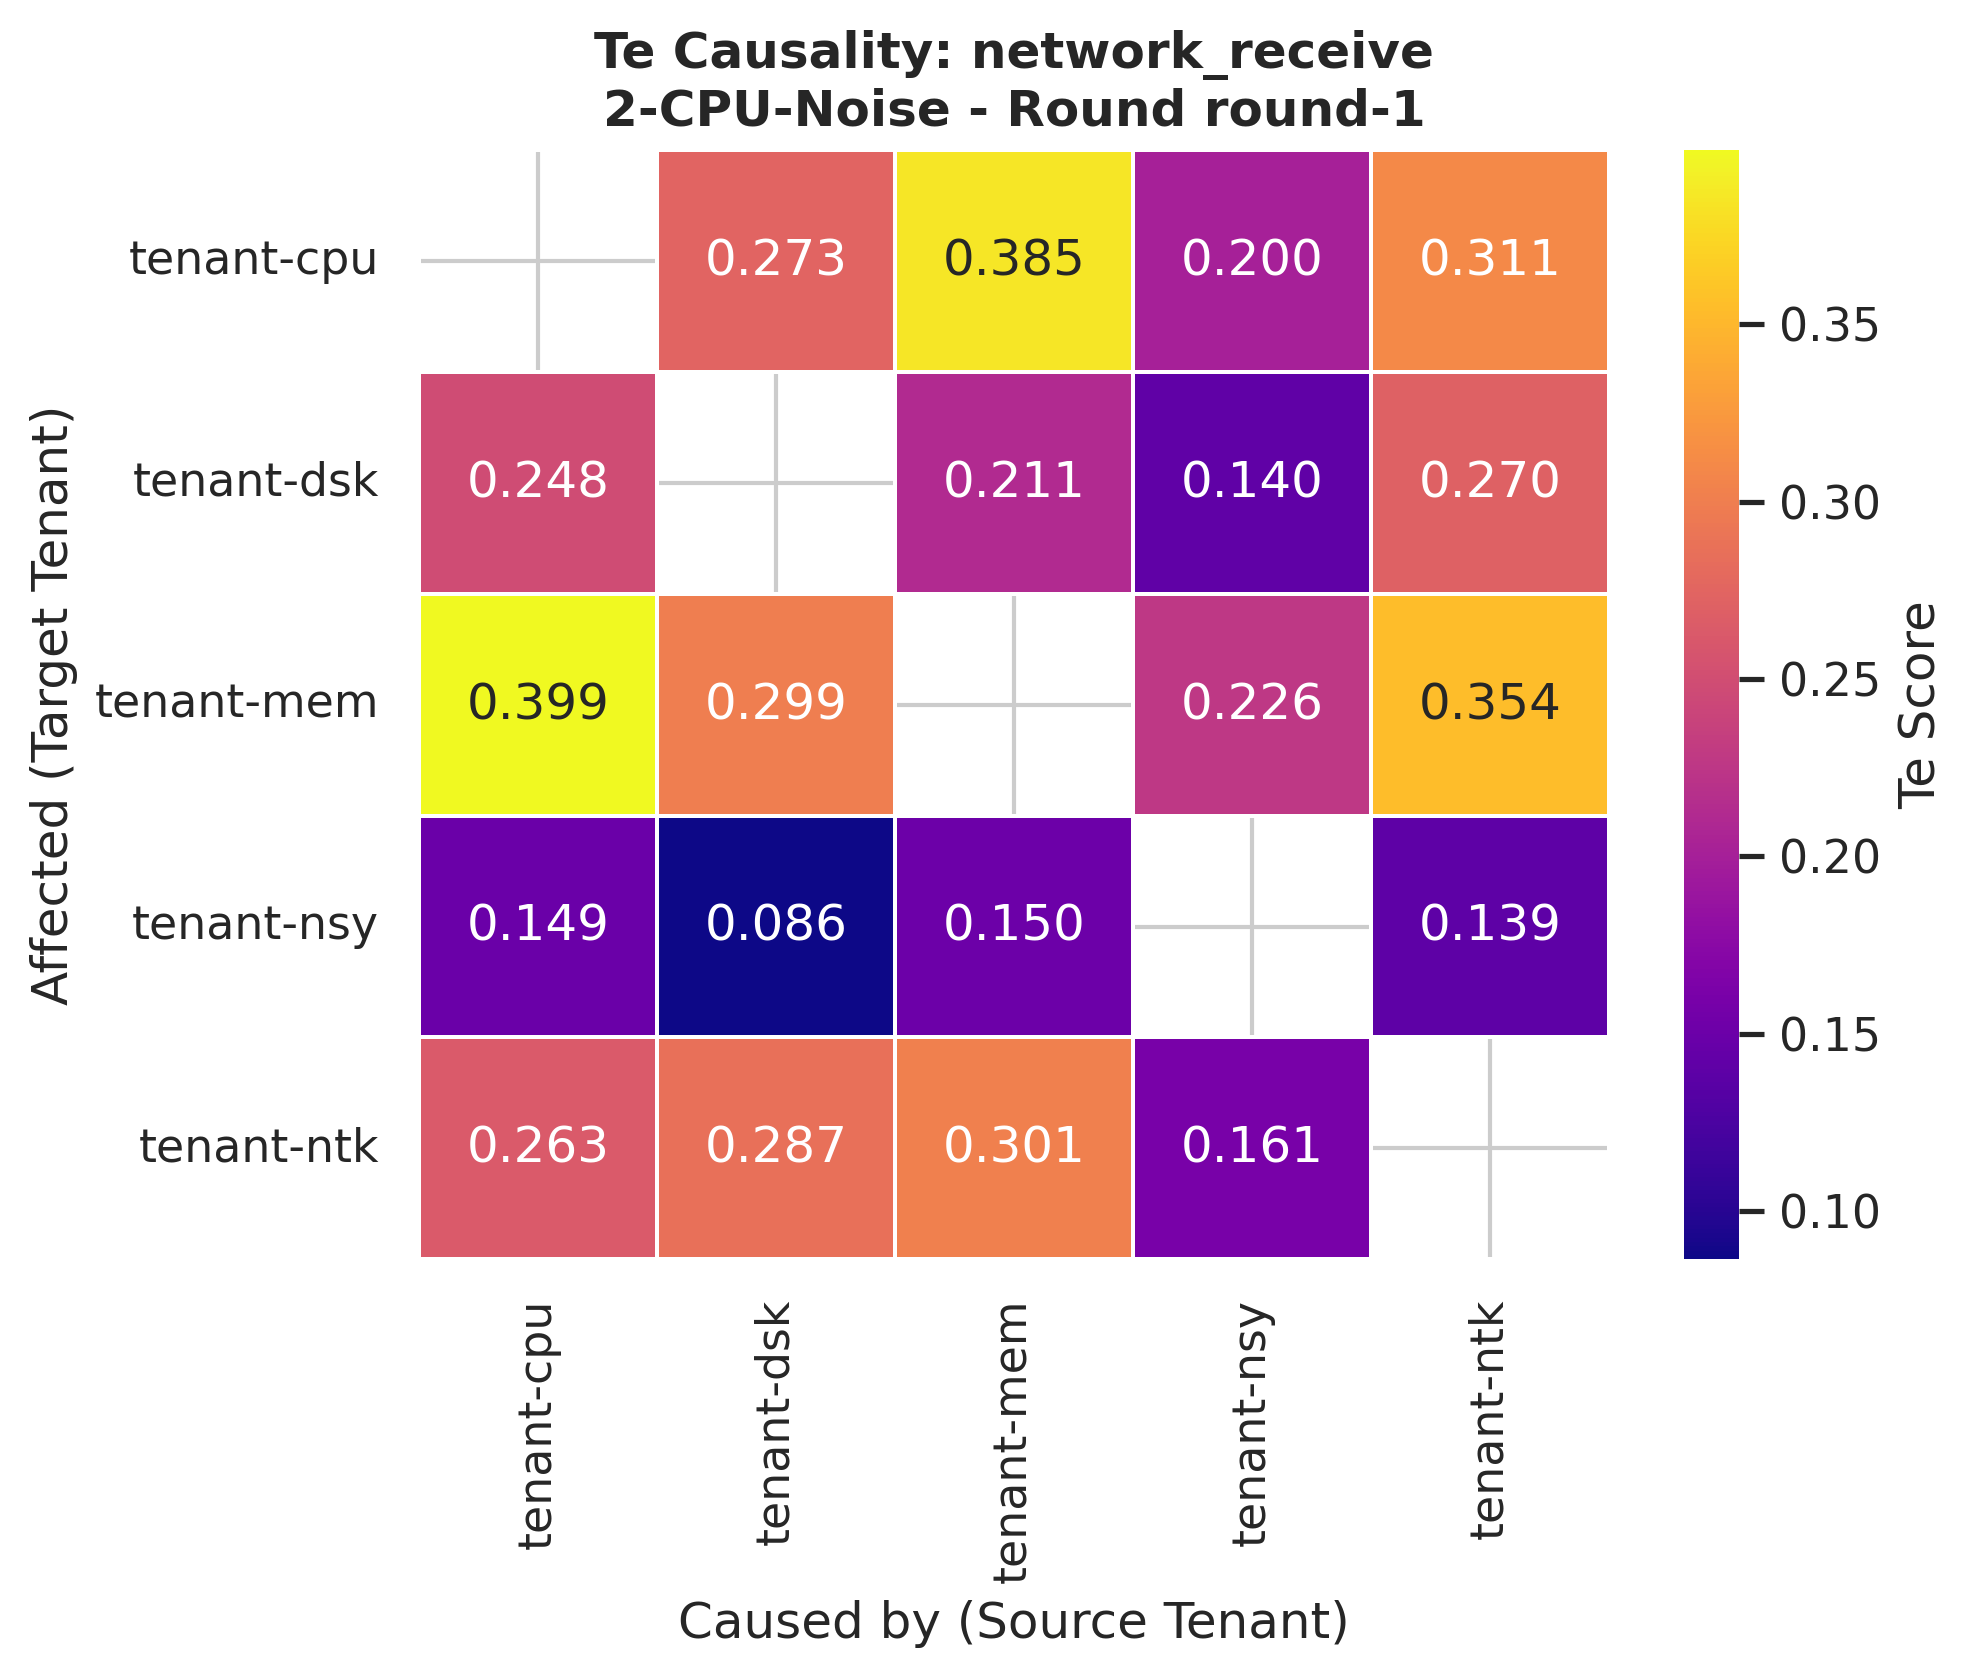 Te Causality: network_receive
2-CPU-Noise - Round round-1
Affected (Target Tenant)
tenant-cpu 0.273 0.385 0.200 0.311
tenant-dsk 0.248 0.211 0.140 0.270
tenant-mem 0.399 0.299 0.226 0.354
tenant-nsy 0.149 0.086 0.150 0.139
tenant-ntk 0.263 0.287 0.301 0.161
tenant-cpu
tenant-dsk
tenant-mem
tenant-nsy
tenant-ntk
Caused by (Source Tenant)
0.35
0.30
0.25
0.20
0.15
0.10
Te Score